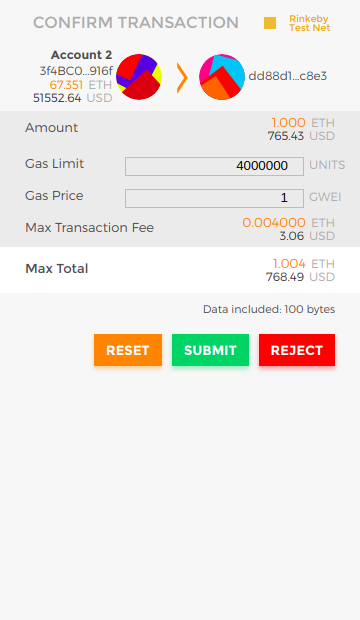 CONFIRM TRANSACTION
Rinkeby
Test Net
Account 2
3f4BC0...916f
67.351 ETH
51552.64 USD
dd88d1...c8e3
Amount
1.000 ETH
765.43 USD
Gas Limit 4000000 UNITS
Gas Price 1 GWEI
Max Transaction Fee
0.004000 ETH
3.06 USD
Max Total
1.004 ETH
768.49 USD
Data included: 100 bytes
RESET SUBMIT REJECT